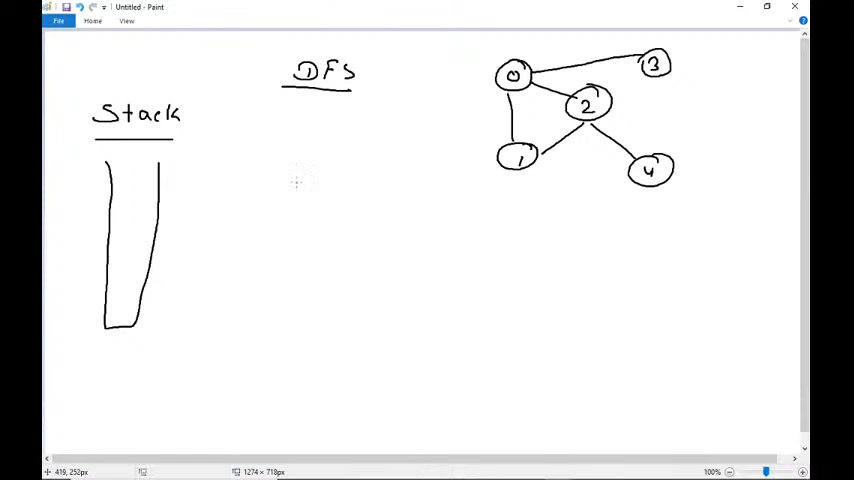 Untitled - Paint
File Home View
DFS
Stack
0
3
2
1
4
419, 252px 1274 × 718px 100%